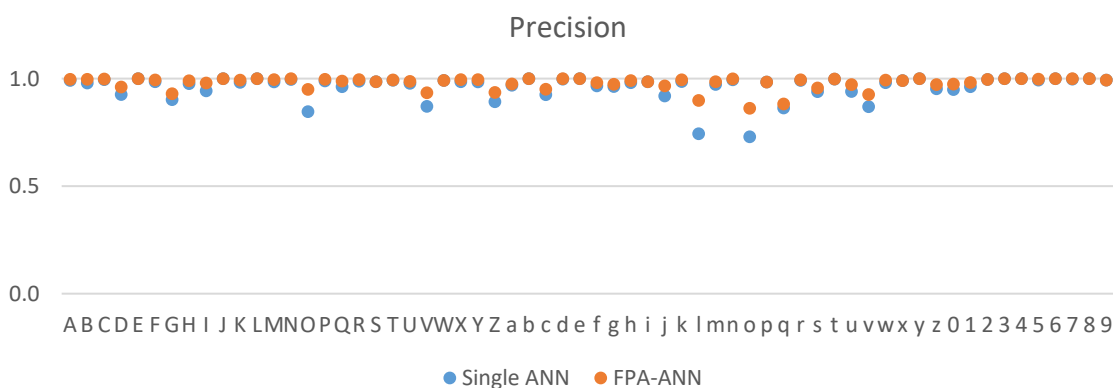 Precision
1.0
0.5
0.0
A B C D E F G H I J K L M N O P Q R S T U V W X Y Z a b c d e f g h i j k l m n o p q r s t u v w x y z 0 1 2 3 4 5 6 7 8 9
Single ANN FPA-ANN